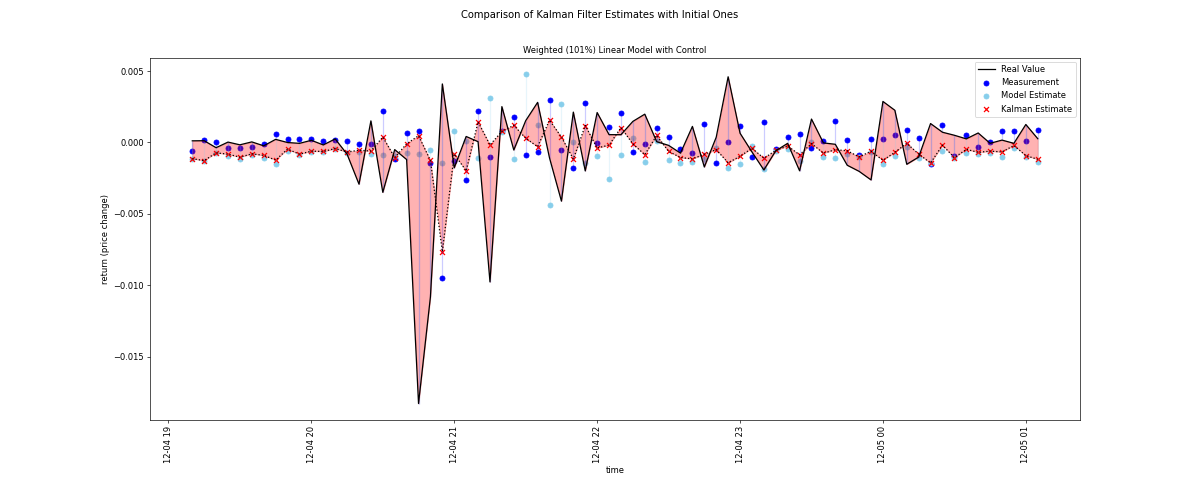 Comparison of Kalman Filter Estimates with Initial Ones
Weighted (101%) Linear Model with Control
Real Value
Measurement
Model Estimate
Kalman Estimate
return (price change)
0.005
0.000
−0.005
−0.010
−0.015
12-04 19
12-04 20
12-04 21
12-04 22
12-04 23
12-05 00
12-05 01
time